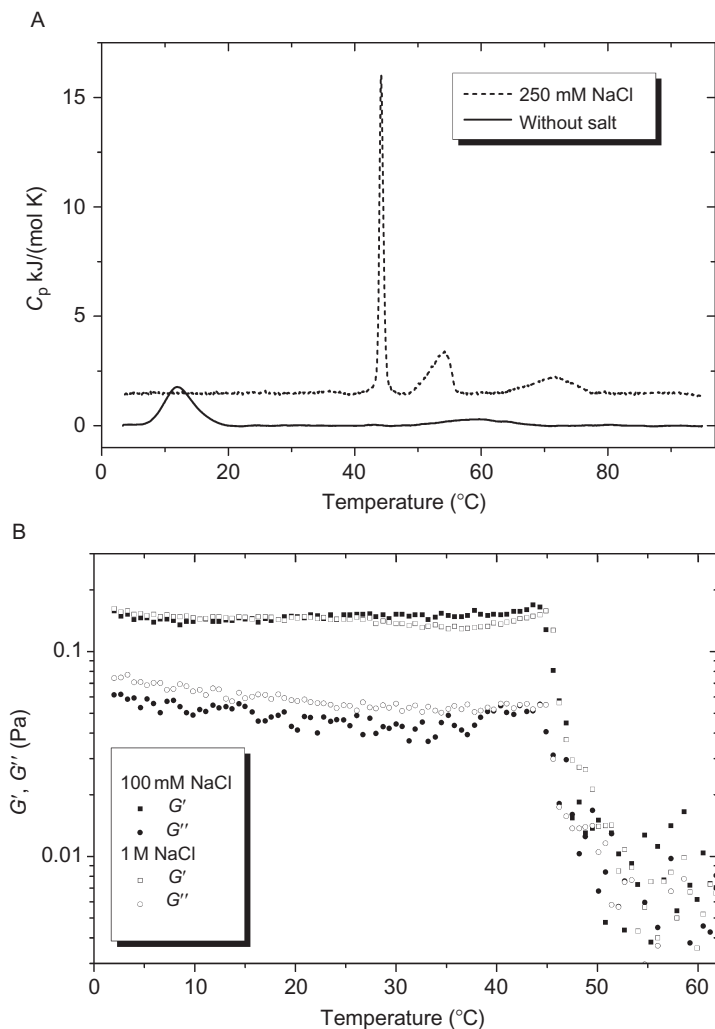 A
15
10
5
0
C_p kJ/(mol K)
250 mM NaCl
Without salt
0
20
40
60
80
Temperature (°C)
B
0.1
0.01
G′, G″ (Pa)
100 mM NaCl
G′
G″
1 M NaCl
G′
G″
0
10
20
30
40
50
60
Temperature (°C)